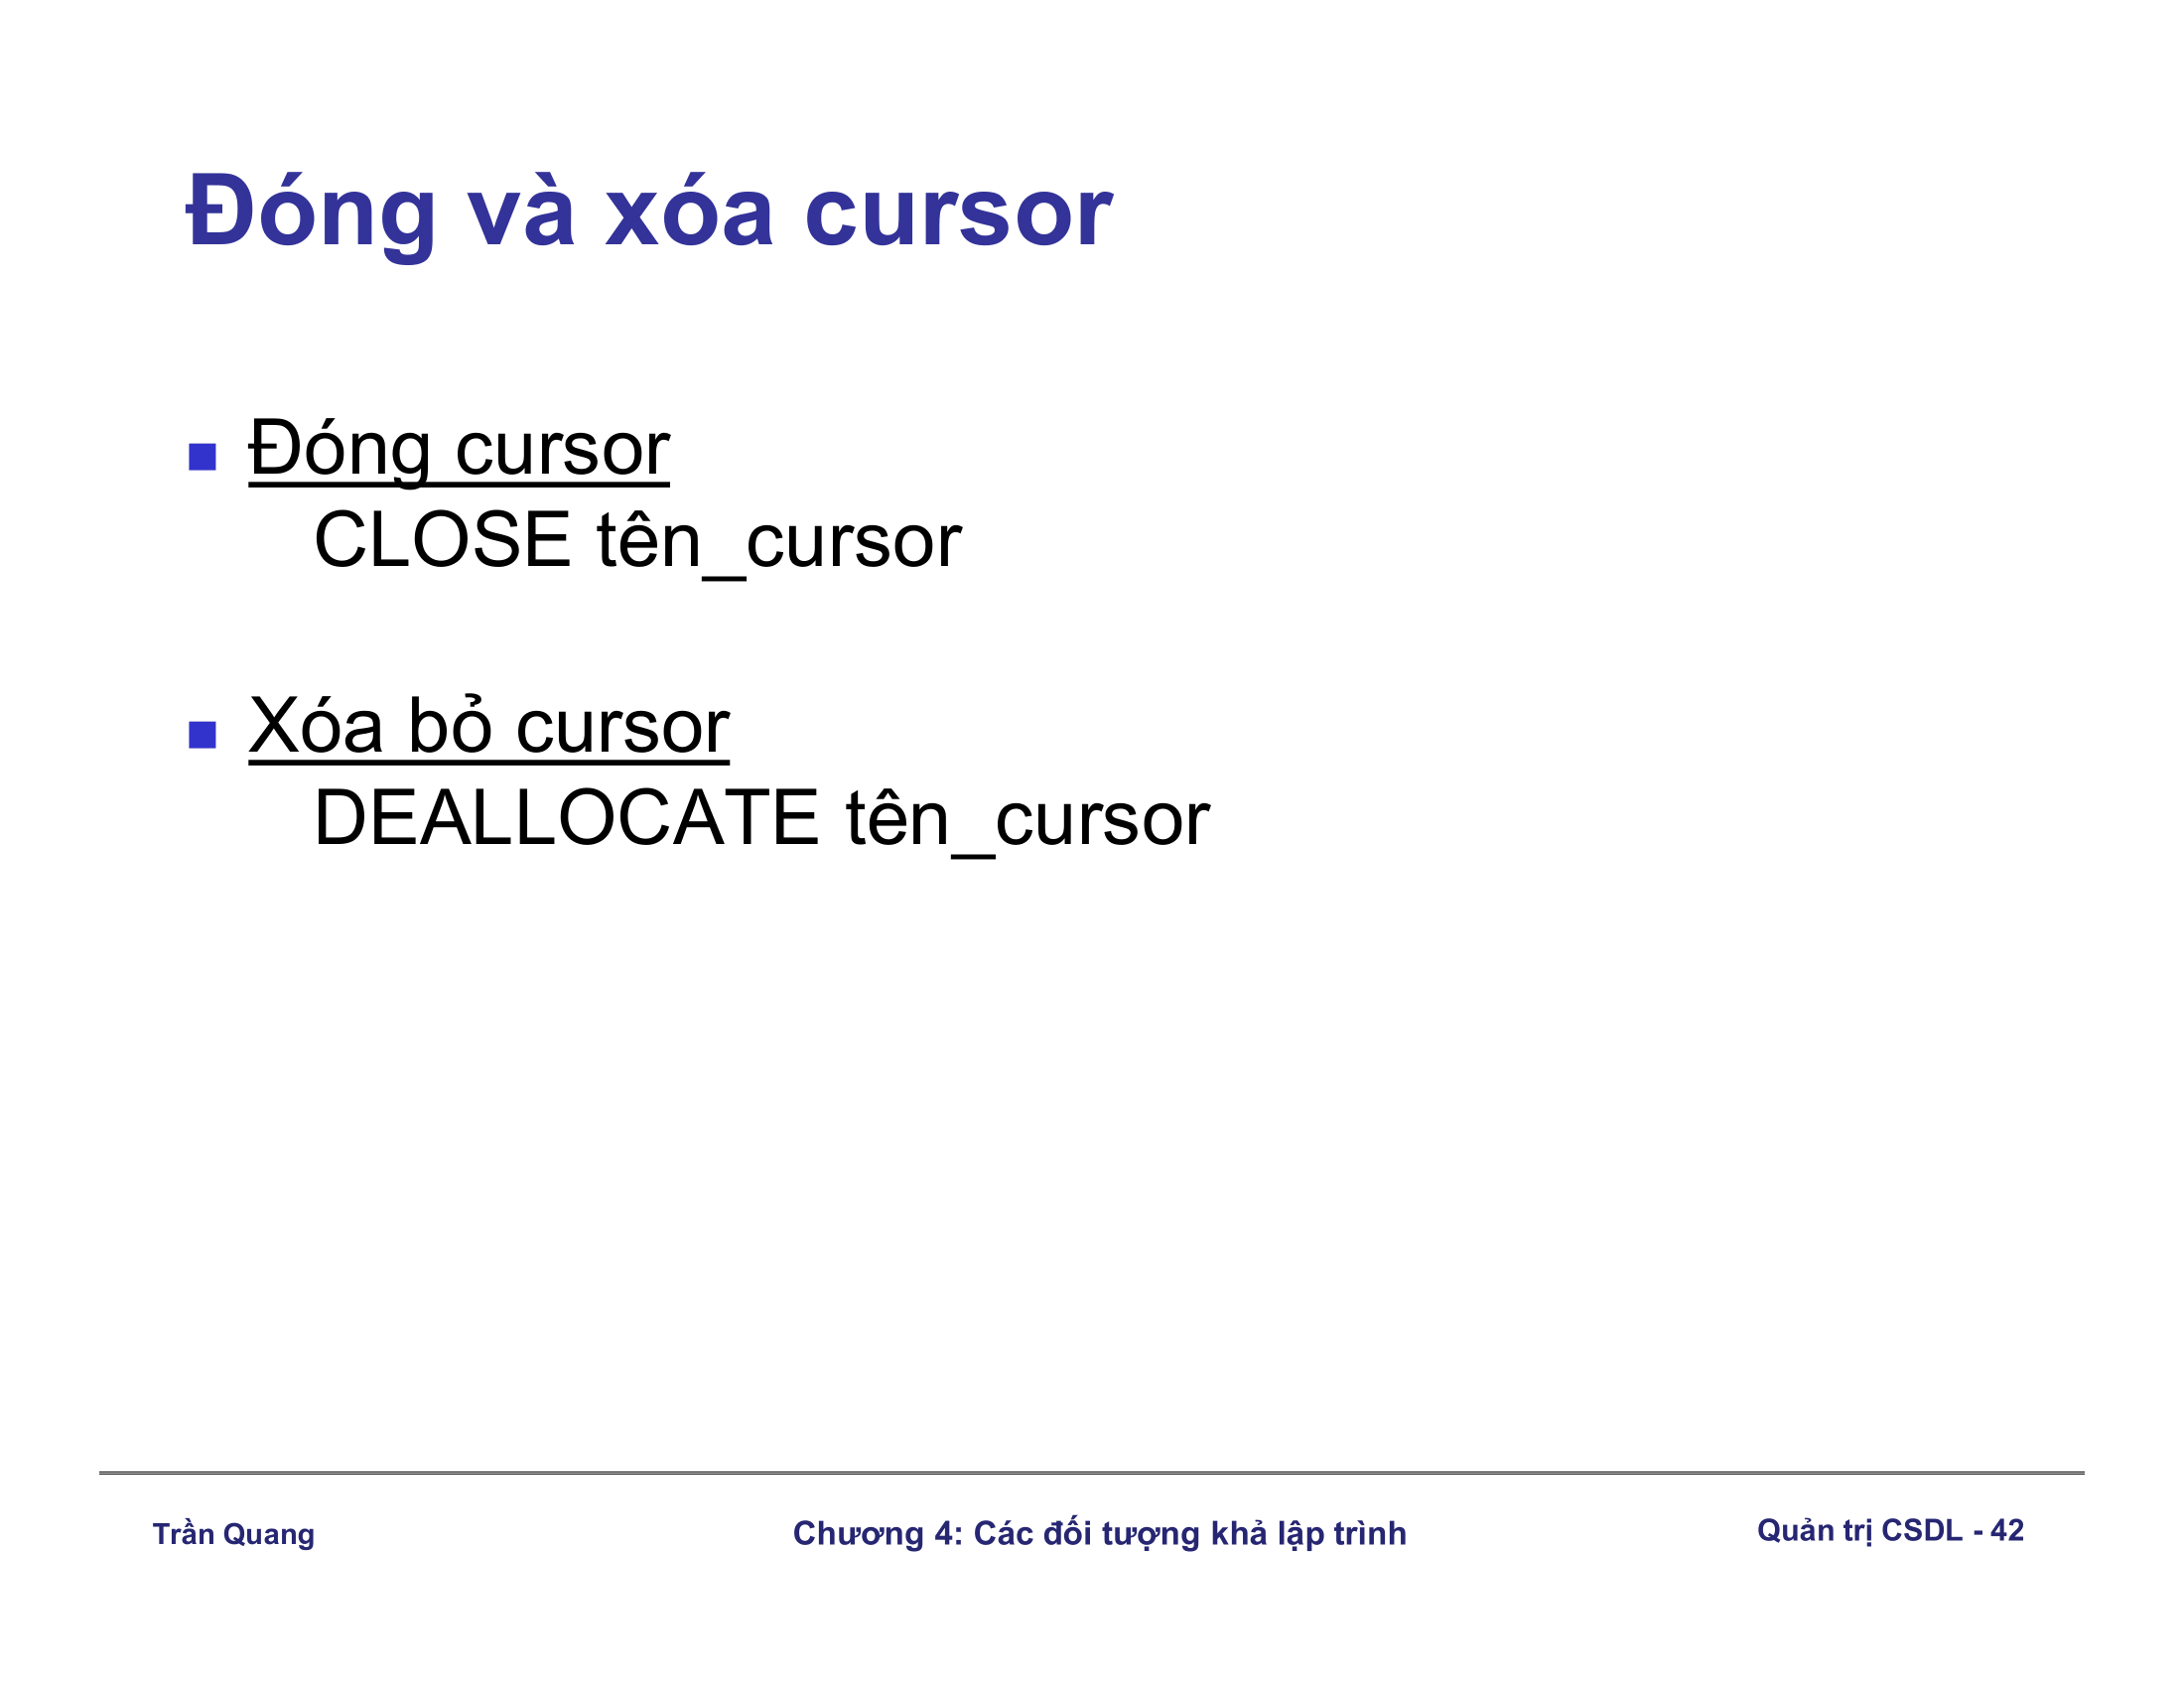 Đóng và xóa cursor
Đóng cursor
CLOSE tên_cursor
Xóa bỏ cursor
DEALLOCATE tên_cursor
Trần Quang
Chương 4: Các đối tượng khả lập trình
Quản trị CSDL - 42